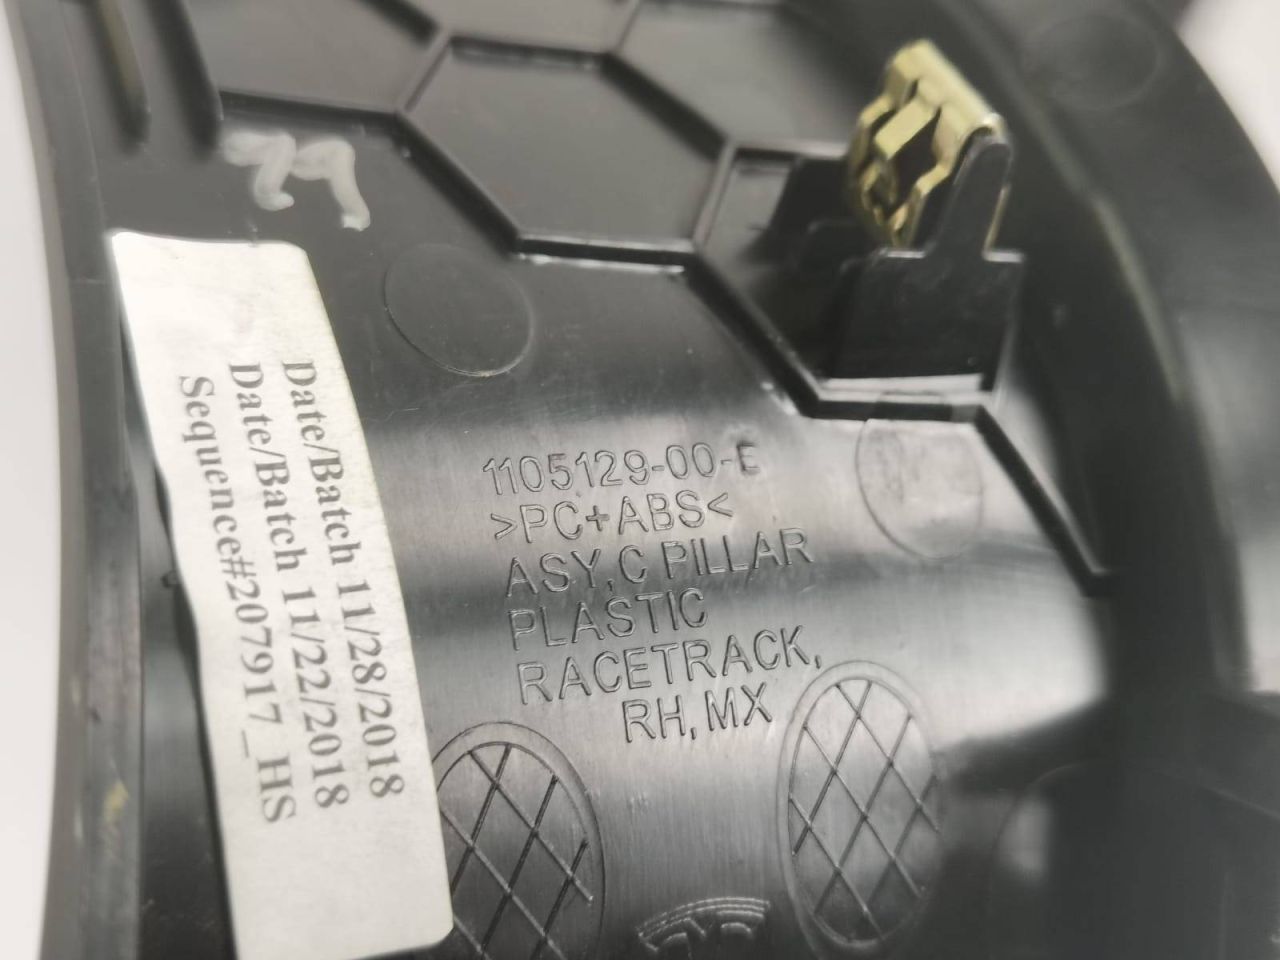 Date/Batch 11/28/2018
Date/Batch 11/22/2018
Sequence#207917_HS
1105129-00-E
>PC+ABS<
ASY, C PILLAR
PLASTIC
RACETRACK,
RH, MX